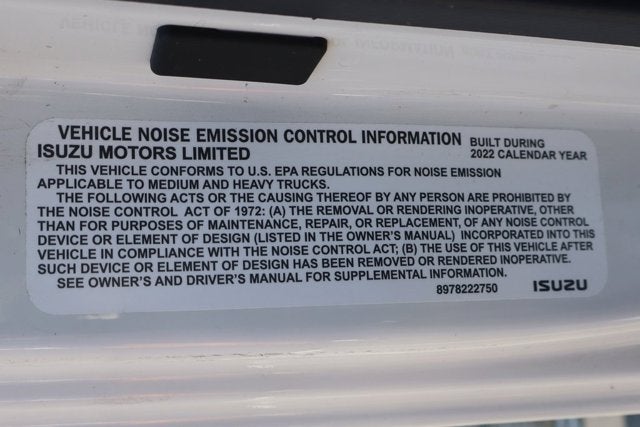 VEHICLE NOISE EMISSION CONTROL INFORMATION
ISUZU MOTORS LIMITED
BUILT DURING
2022 CALENDAR YEAR
THIS VEHICLE CONFORMS TO U.S. EPA REGULATIONS FOR NOISE EMISSION
APPLICABLE TO MEDIUM AND HEAVY TRUCKS.
THE FOLLOWING ACTS OR THE CAUSING THEREOF BY ANY PERSON ARE PROHIBITED BY
THE NOISE CONTROL ACT OF 1972: (A) THE REMOVAL OR RENDERING INOPERATIVE, OTHER
THAN FOR PURPOSES OF MAINTENANCE, REPAIR, OR REPLACEMENT, OF ANY NOISE CONTROL
DEVICE OR ELEMENT OF DESIGN (LISTED IN THE OWNER'S MANUAL) INCORPORATED INTO THIS
VEHICLE IN COMPLIANCE WITH THE NOISE CONTROL ACT; (B) THE USE OF THIS VEHICLE AFTER
SUCH DEVICE OR ELEMENT OF DESIGN HAS BEEN REMOVED OR RENDERED INOPERATIVE.
SEE OWNER'S AND DRIVER'S MANUAL FOR SUPPLEMENTAL INFORMATION.
8978222750
ISUZU